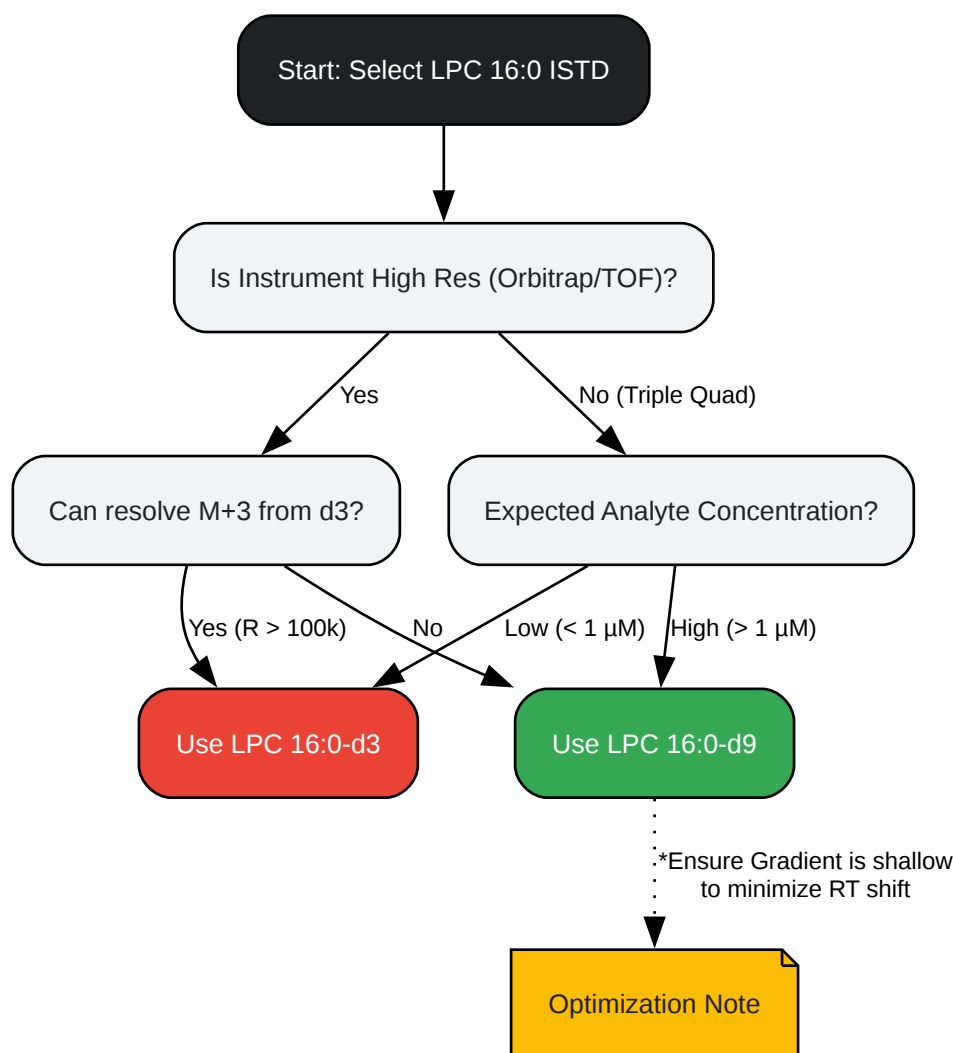 Start: Select LPC 16:0 ISTD
Is Instrument High Res (Orbitrap/TOF)?
Yes
No (Triple Quad)
Can resolve M+3 from d3?
Expected Analyte Concentration?
Yes (R > 100k)
No
Low (< 1 µM)
High (> 1 µM)
Use LPC 16:0-d3
Use LPC 16:0-d9
*Ensure Gradient is shallow
to minimize RT shift
Optimization Note